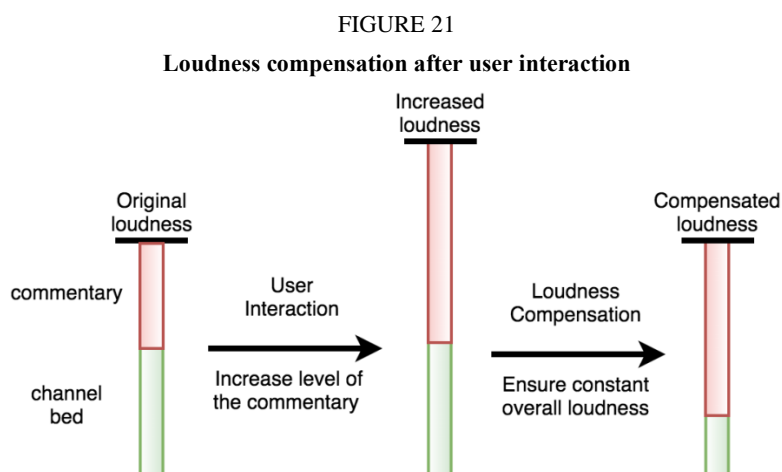 FIGURE 21
Loudness compensation after user interaction
Increased
loudness
Original
loudness
Compensated
loudness
commentary
User
Interaction
Loudness
Compensation
channel
bed
Increase level of
the commentary
Ensure constant
overall loudness